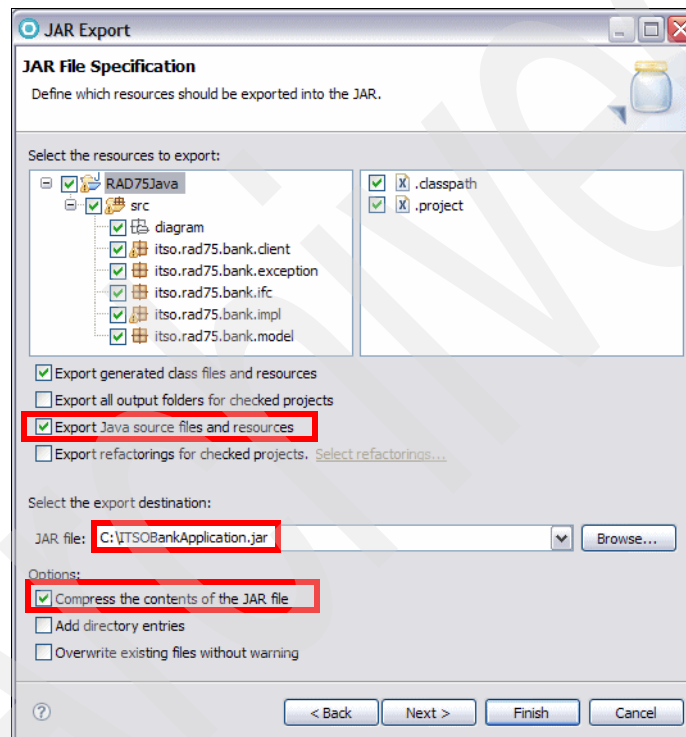 JAR Export
JAR File Specification
Define which resources should be exported into the JAR.
Select the resources to export:
RAD75Java
src
diagram
itso.rad75.bank.client
itso.rad75.bank.exception
itso.rad75.bank.ifc
itso.rad75.bank.impl
itso.rad75.bank.model
.classpath
.project
Export generated class files and resources
Export all output folders for checked projects
Export Java source files and resources
Export refactorings for checked projects. Select refactorings...
Select the export destination:
JAR file: C:\ITSOBankApplication.jar Browse...
Options:
Compress the contents of the JAR file
Add directory entries
Overwrite existing files without warning
< Back Next > Finish Cancel